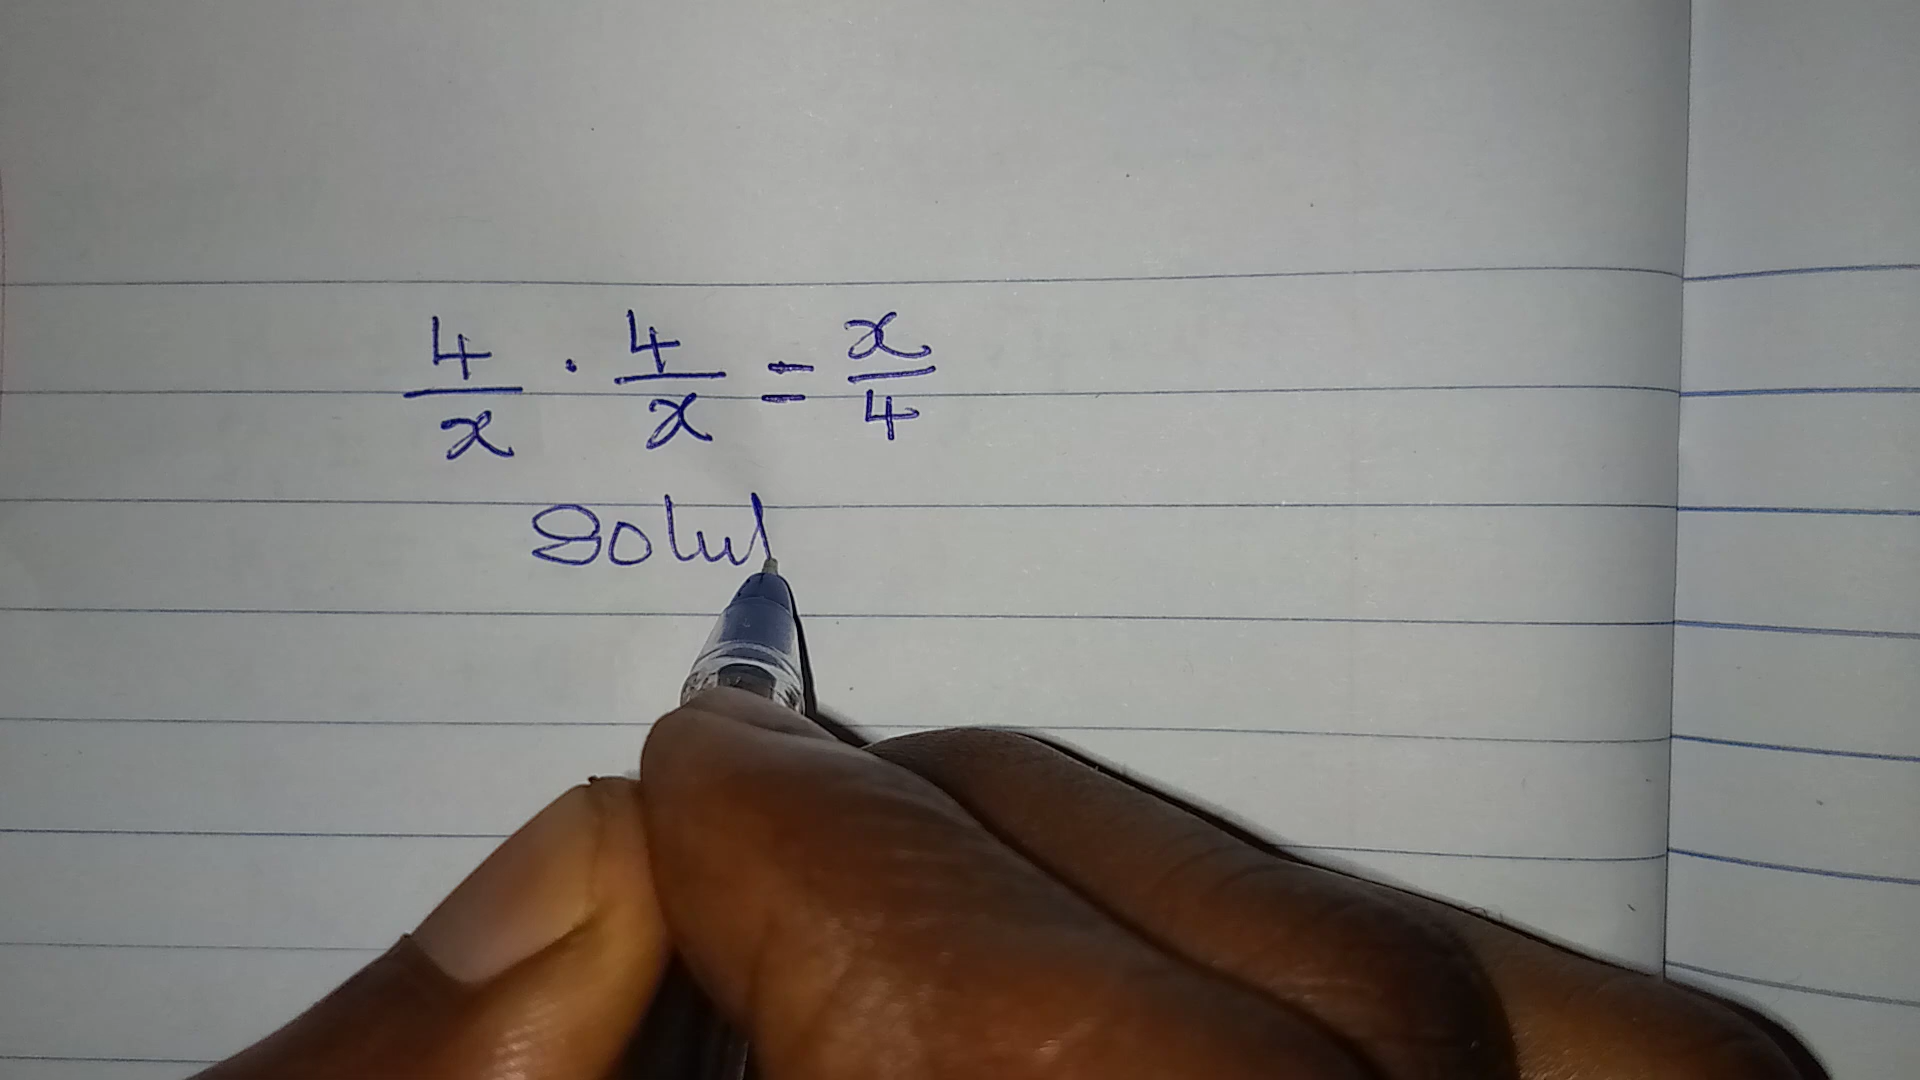 4/x · 4/x = x/4
Solut